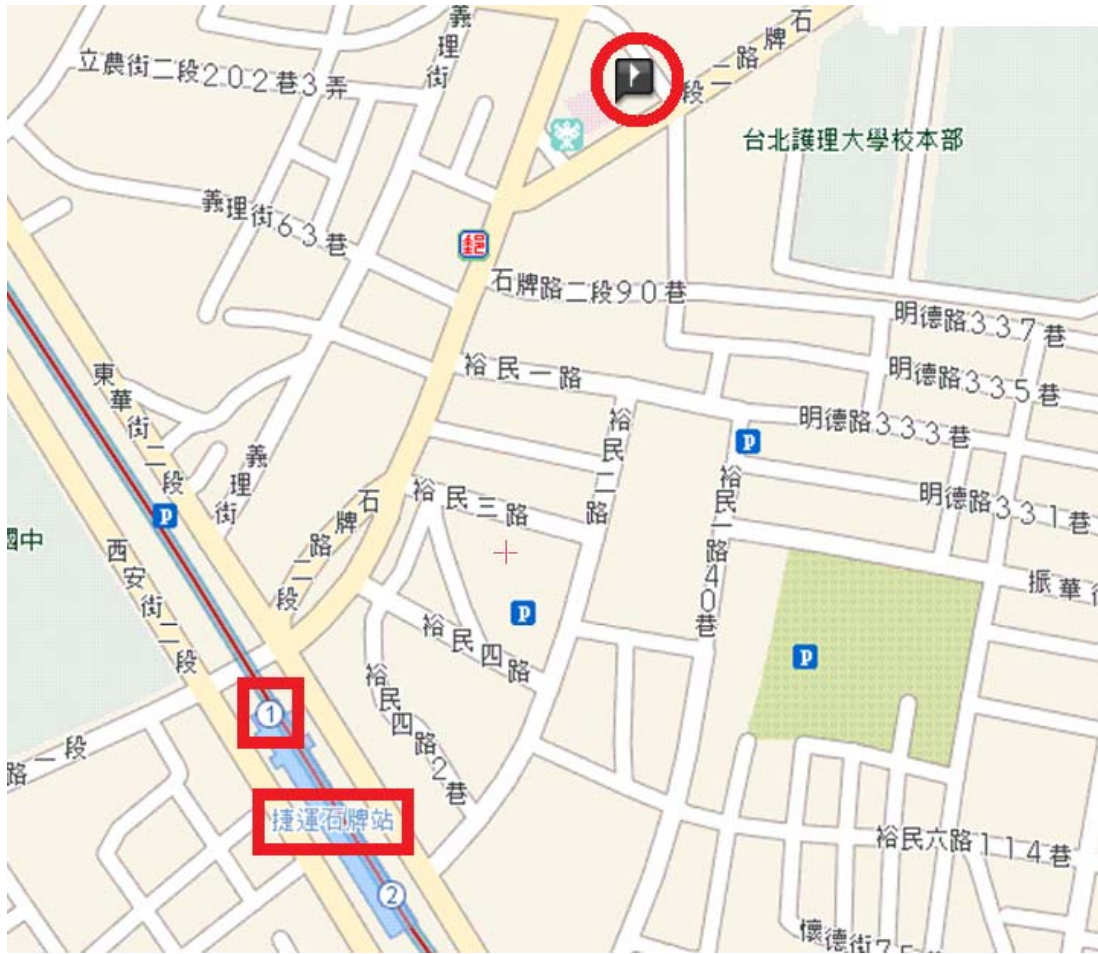 義理街
石牌路二段
立農街二段202巷3弄
台北護理大學校本部
義理街63巷
郵
石牌路二段90巷
明德路337巷
裕民一路
明德路335巷
東華街二段
裕民二路
明德路333巷
P
義理街
P
石牌路二段
裕民三路
裕民一路40巷
明德路331巷
國中
西安街二段
振華街
P
裕民四路
P
1
裕民四路2巷
路一段
捷運石牌站
裕民六路114巷
2
懷德街75巷